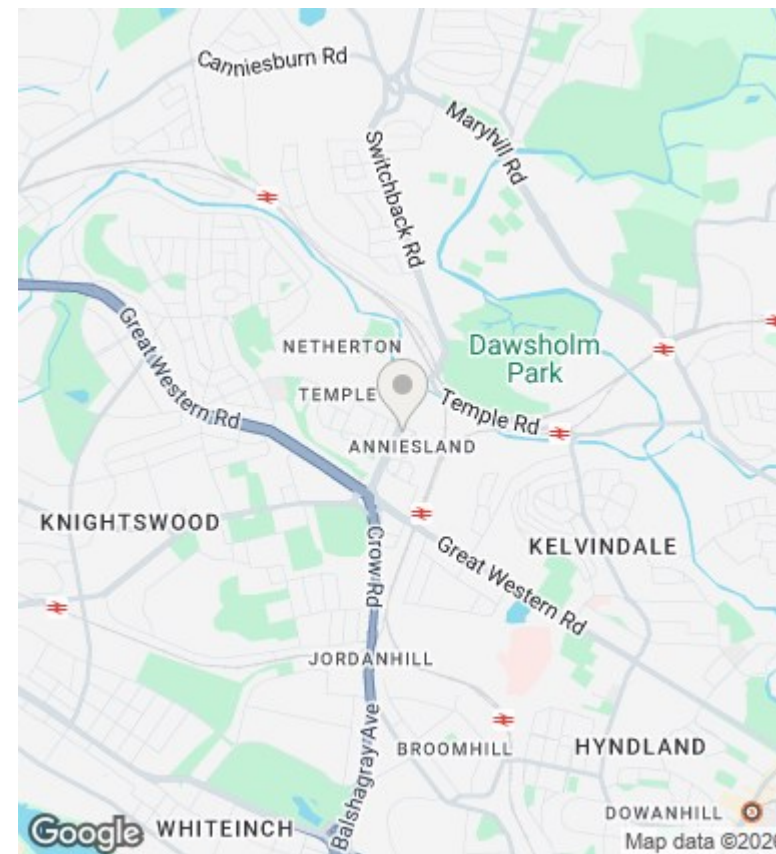 Canniesburn Rd
Maryhill Rd
Switchback Rd
Great Western Rd
NETHERTON
Dawsholm
Park
TEMPLE
Temple Rd
ANNIESLAND
KNIGHTSWOOD
Crow Rd
Great Western Rd
KELVINDALE
JORDANHILL
BROOMHILL
HYNDLAND
Balshagray Ave
DOWANHILL
Google
WHITEINCH
Map data ©202